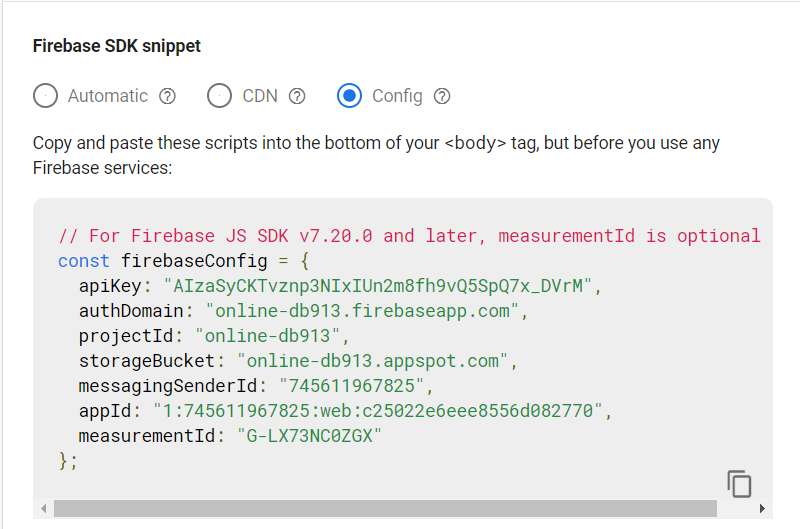 Firebase SDK snippet
Automatic ? CDN ? Config ?
Copy and paste these scripts into the bottom of your <body> tag, but before you use any
Firebase services:
// For Firebase JS SDK v7.20.0 and later, measurementId is optional
const firebaseConfig = {
  apiKey: "AIzaSyCKTvznp3NIxIUn2m8fh9vQ5SpQ7x_DVrM",
  authDomain: "online-db913.firebaseapp.com",
  projectId: "online-db913",
  storageBucket: "online-db913.appspot.com",
  messagingSenderId: "745611967825",
  appId: "1:745611967825:web:c25022e6eee8556d082770",
  measurementId: "G-LX73NC0ZGX"
};